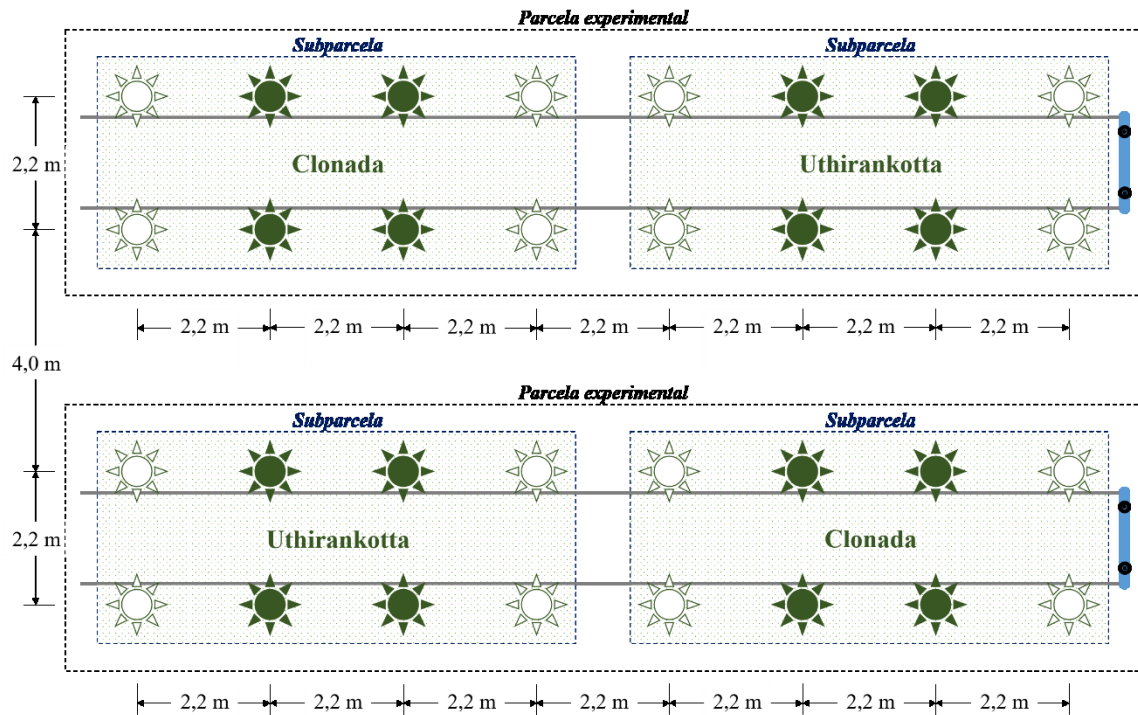 Parcela experimental
Subparcela Subparcela
2,2 m
Clonada Uthirankotta
2,2 m 2,2 m 2,2 m 2,2 m 2,2 m 2,2 m 2,2 m
4,0 m
Parcela experimental
Subparcela Subparcela
2,2 m
Uthirankotta Clonada
2,2 m 2,2 m 2,2 m 2,2 m 2,2 m 2,2 m 2,2 m